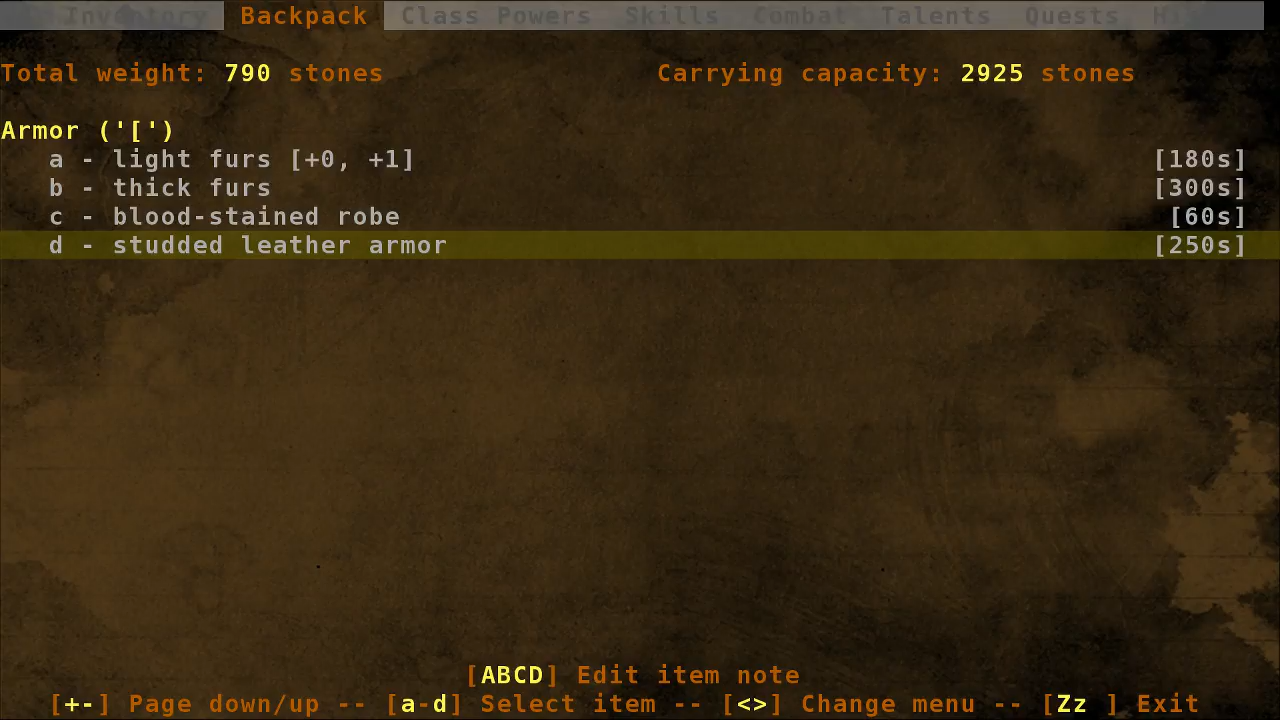 Inventory Backpack Class Powers Skills Combat Talents Quests
Total weight: 790 stones Carrying capacity: 2925 stones
Armor ('[')
a - light furs [+0, +1] [180s]
b - thick furs [300s]
c - blood-stained robe [60s]
d - studded leather armor [250s]
[ABCD] Edit item note
[+-] Page down/up -- [a-d] Select item -- [<>] Change menu -- [Zz ] Exit